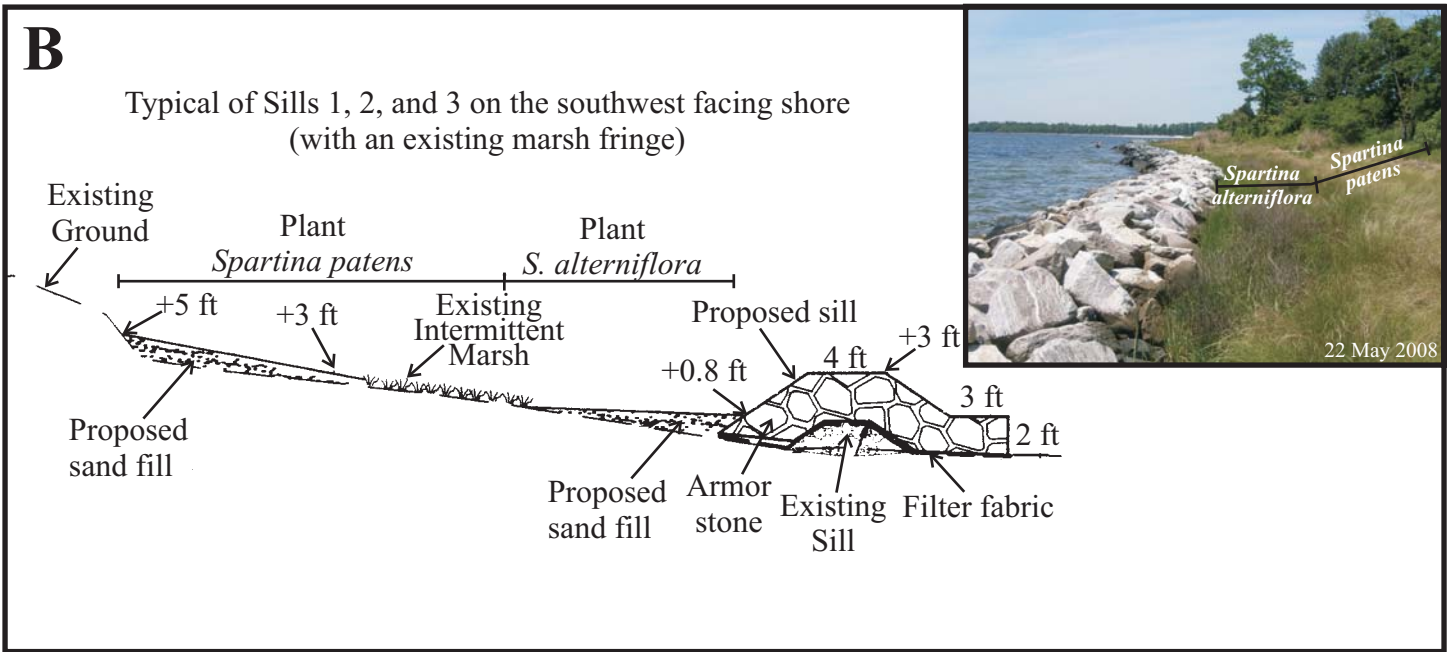 B
Typical of Sills 1, 2, and 3 on the southwest facing shore
(with an existing marsh fringe)
Existing
Ground
Plant
Spartina patens
Plant
S. alterniflora
+5 ft
+3 ft
Existing
Intermittent
Marsh
Proposed sill
+0.8 ft
4 ft
+3 ft
3 ft
2 ft
Proposed
sand fill
Proposed
sand fill
Armor
stone
Existing
Sill
Filter fabric
Spartina
alterniflora
Spartina
patens
22 May 2008